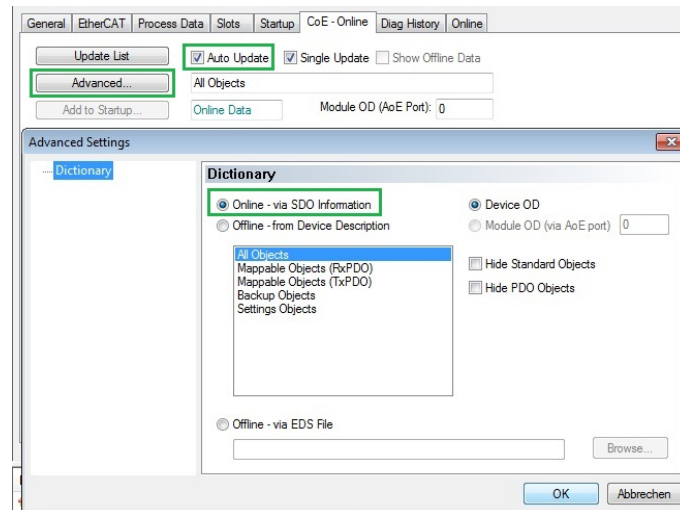 General EtherCAT Process Data Slots Startup CoE - Online Diag History Online
Update List Auto Update Single Update Show Offline Data
Advanced... All Objects
Add to Startup... Online Data Module OD (AoE Port): 0
Advanced Settings
Dictionary
Dictionary
Online - via SDO Information Device OD
Offline - from Device Description Module OD (via AoE port) 0
All Objects
Mappable Objects (RxPDO) Hide Standard Objects
Mappable Objects (TxPDO)
Backup Objects Hide PDO Objects
Settings Objects
Offline - via EDS File
Browse...
OK Abbrechen